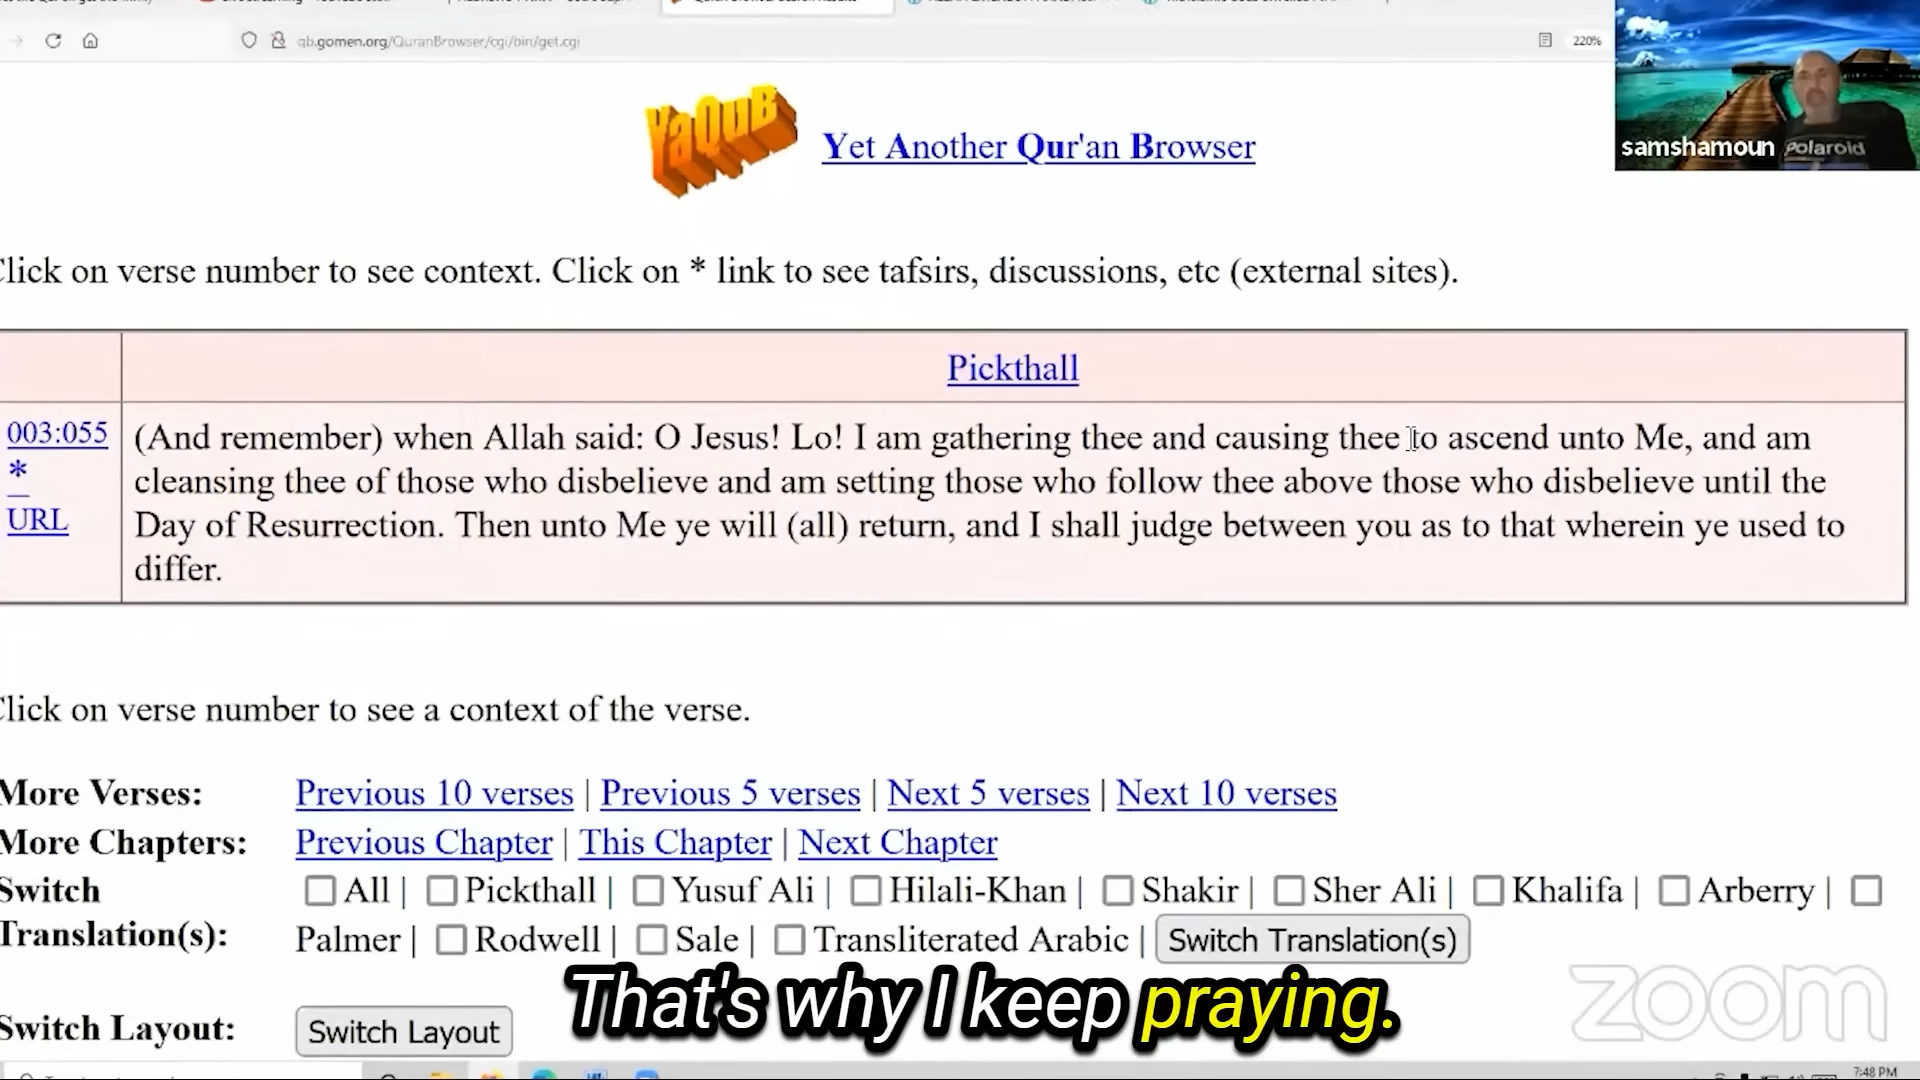 qb.gomen.org/QuranBrowser/cgi/bin/get.cgi
220%
YaQuB
Yet Another Qur'an Browser
samshamoun
Polaroid
Click on verse number to see context. Click on * link to see tafsirs, discussions, etc (external sites).
Pickthall
003:055
*
URL
(And remember) when Allah said: O Jesus! Lo! I am gathering thee and causing thee to ascend unto Me, and am
cleansing thee of those who disbelieve and am setting those who follow thee above those who disbelieve until the
Day of Resurrection. Then unto Me ye will (all) return, and I shall judge between you as to that wherein ye used to
differ.
Click on verse number to see a context of the verse.
More Verses: Previous 10 verses | Previous 5 verses | Next 5 verses | Next 10 verses
More Chapters: Previous Chapter | This Chapter | Next Chapter
Switch All | Pickthall | Yusuf Ali | Hilali-Khan | Shakir | Sher Ali | Khalifa | Arberry |
Translation(s): Palmer | Rodwell | Sale | Transliterated Arabic | Switch Translation(s)
That's why I keep praying.
zoom
Switch Layout: Switch Layout
7:48 PM